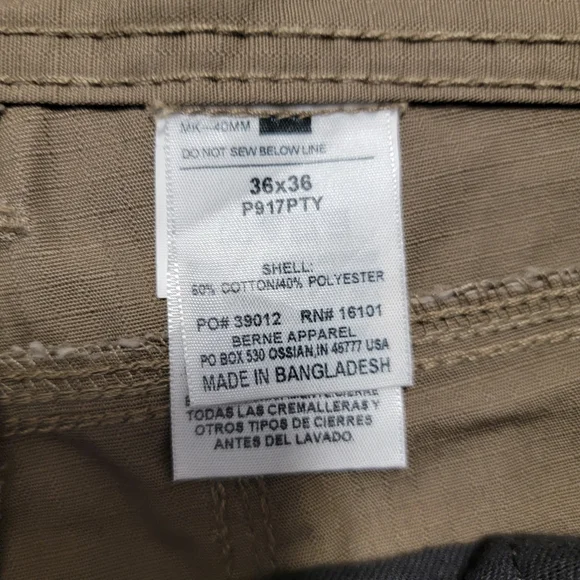 MK---40MM
DO NOT SEW BELOW LINE
36x36
P917PTY
SHELL:
60% COTTON/40% POLYESTER
PO# 39012 RN# 16101
BERNE APPAREL
PO BOX 530 OSSIAN, IN 46777 USA
MADE IN BANGLADESH
TODAS LAS CREMALLERAS Y
OTROS TIPOS DE CIERRES
ANTES DEL LAVADO.